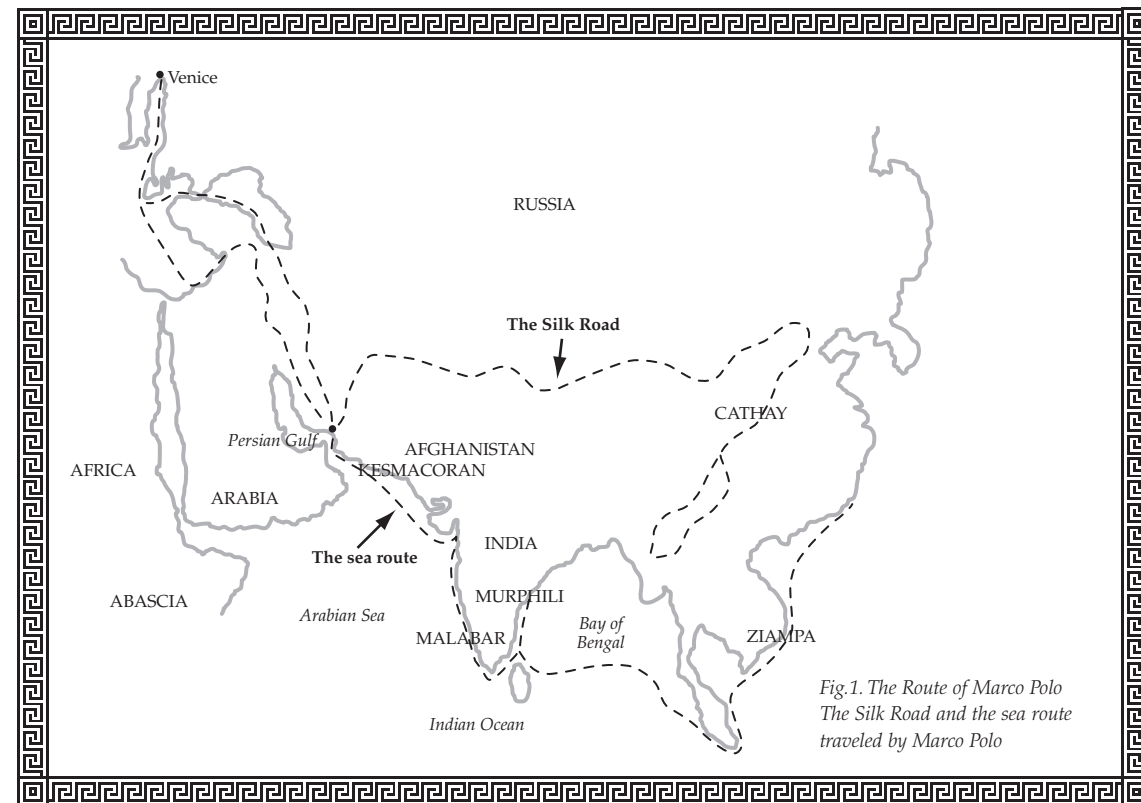 Venice
RUSSIA
The Silk Road
CATHAY
Persian Gulf
AFGHANISTAN
KESMACORAN
AFRICA
ARABIA
INDIA
The sea route
MURPHILI
ABASCIA
Arabian Sea
Bay of
Bengal
MALABAR
ZIAMPA
Indian Ocean
Fig.1. The Route of Marco Polo
The Silk Road and the sea route
traveled by Marco Polo